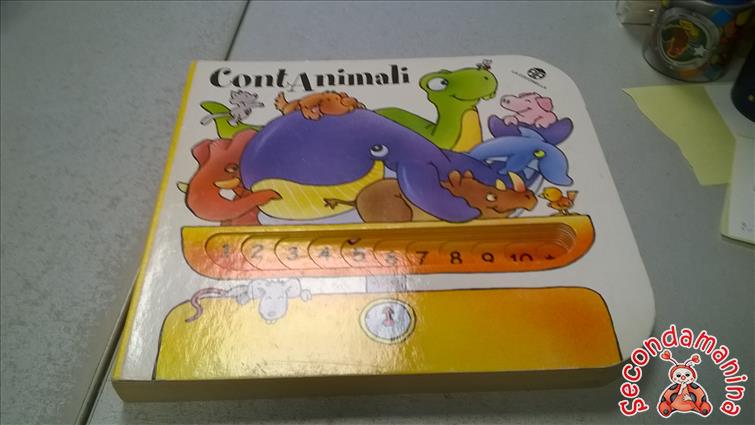 ContAnimali
1 2 3 4 5 6 7 8 9 10 +
secondamanina